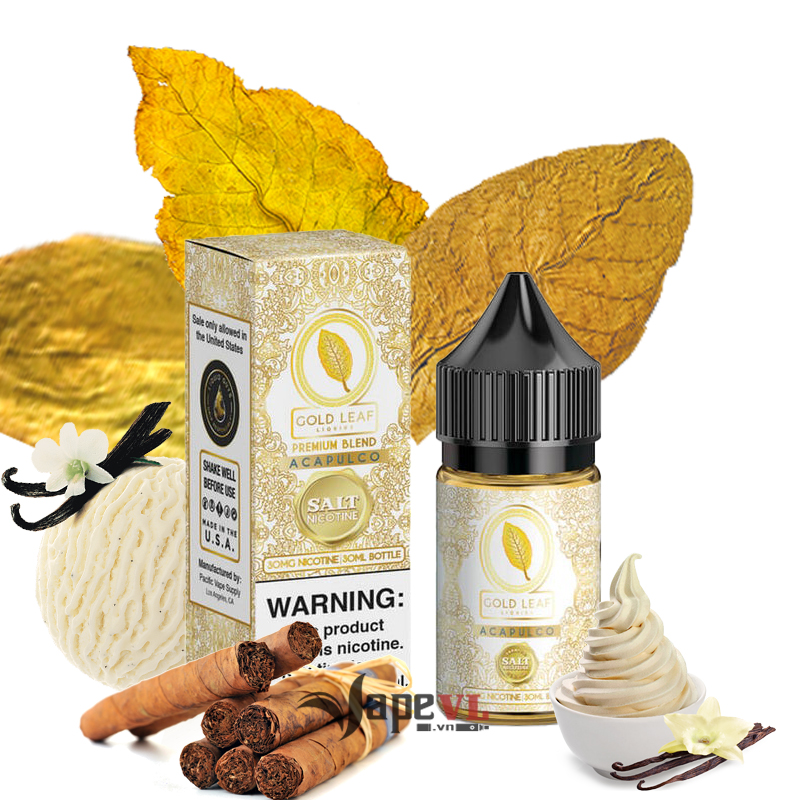 Sale only allowed in
the United States
SHAKE WELL
BEFORE USE
MADE IN THE
U.S.A.
Manufactured by:
Pacific Vape Supply
Los Angeles, CA
GOLD LEAF
LIQUIDS
PREMIUM BLEND
ACAPULCO
SALT
NICOTINE
30MG NICOTINE | 30ML BOTTLE
WARNING:
product
nicotine.
GOLD LEAF
LIQUIDS
ACAPULCO
SALT
NICOTINE
NICOTINE | 30ML
VapeVL
.vn